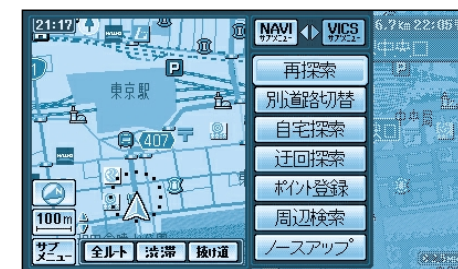 21:17
NAVI サブメニュー
VICS サブメニュー
6.7km 22:05
再探索
別道路切替
自宅探索
迂回探索
ポイント登録
周辺検索
ノースアップ
P
東京駅
407
〒
100m
サブメニュー
全ルート
渋滞
抜け道
中央
P
中央局